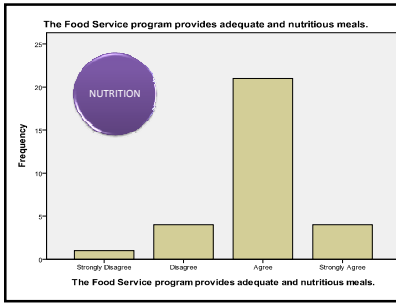 The Food Service program provides adequate and nutritious meals.
25
20
15
10
5
0
Frequency
NUTRITION
Strongly Disagree
Disagree
Agree
Strongly Agree
The Food Service program provides adequate and nutritious meals.